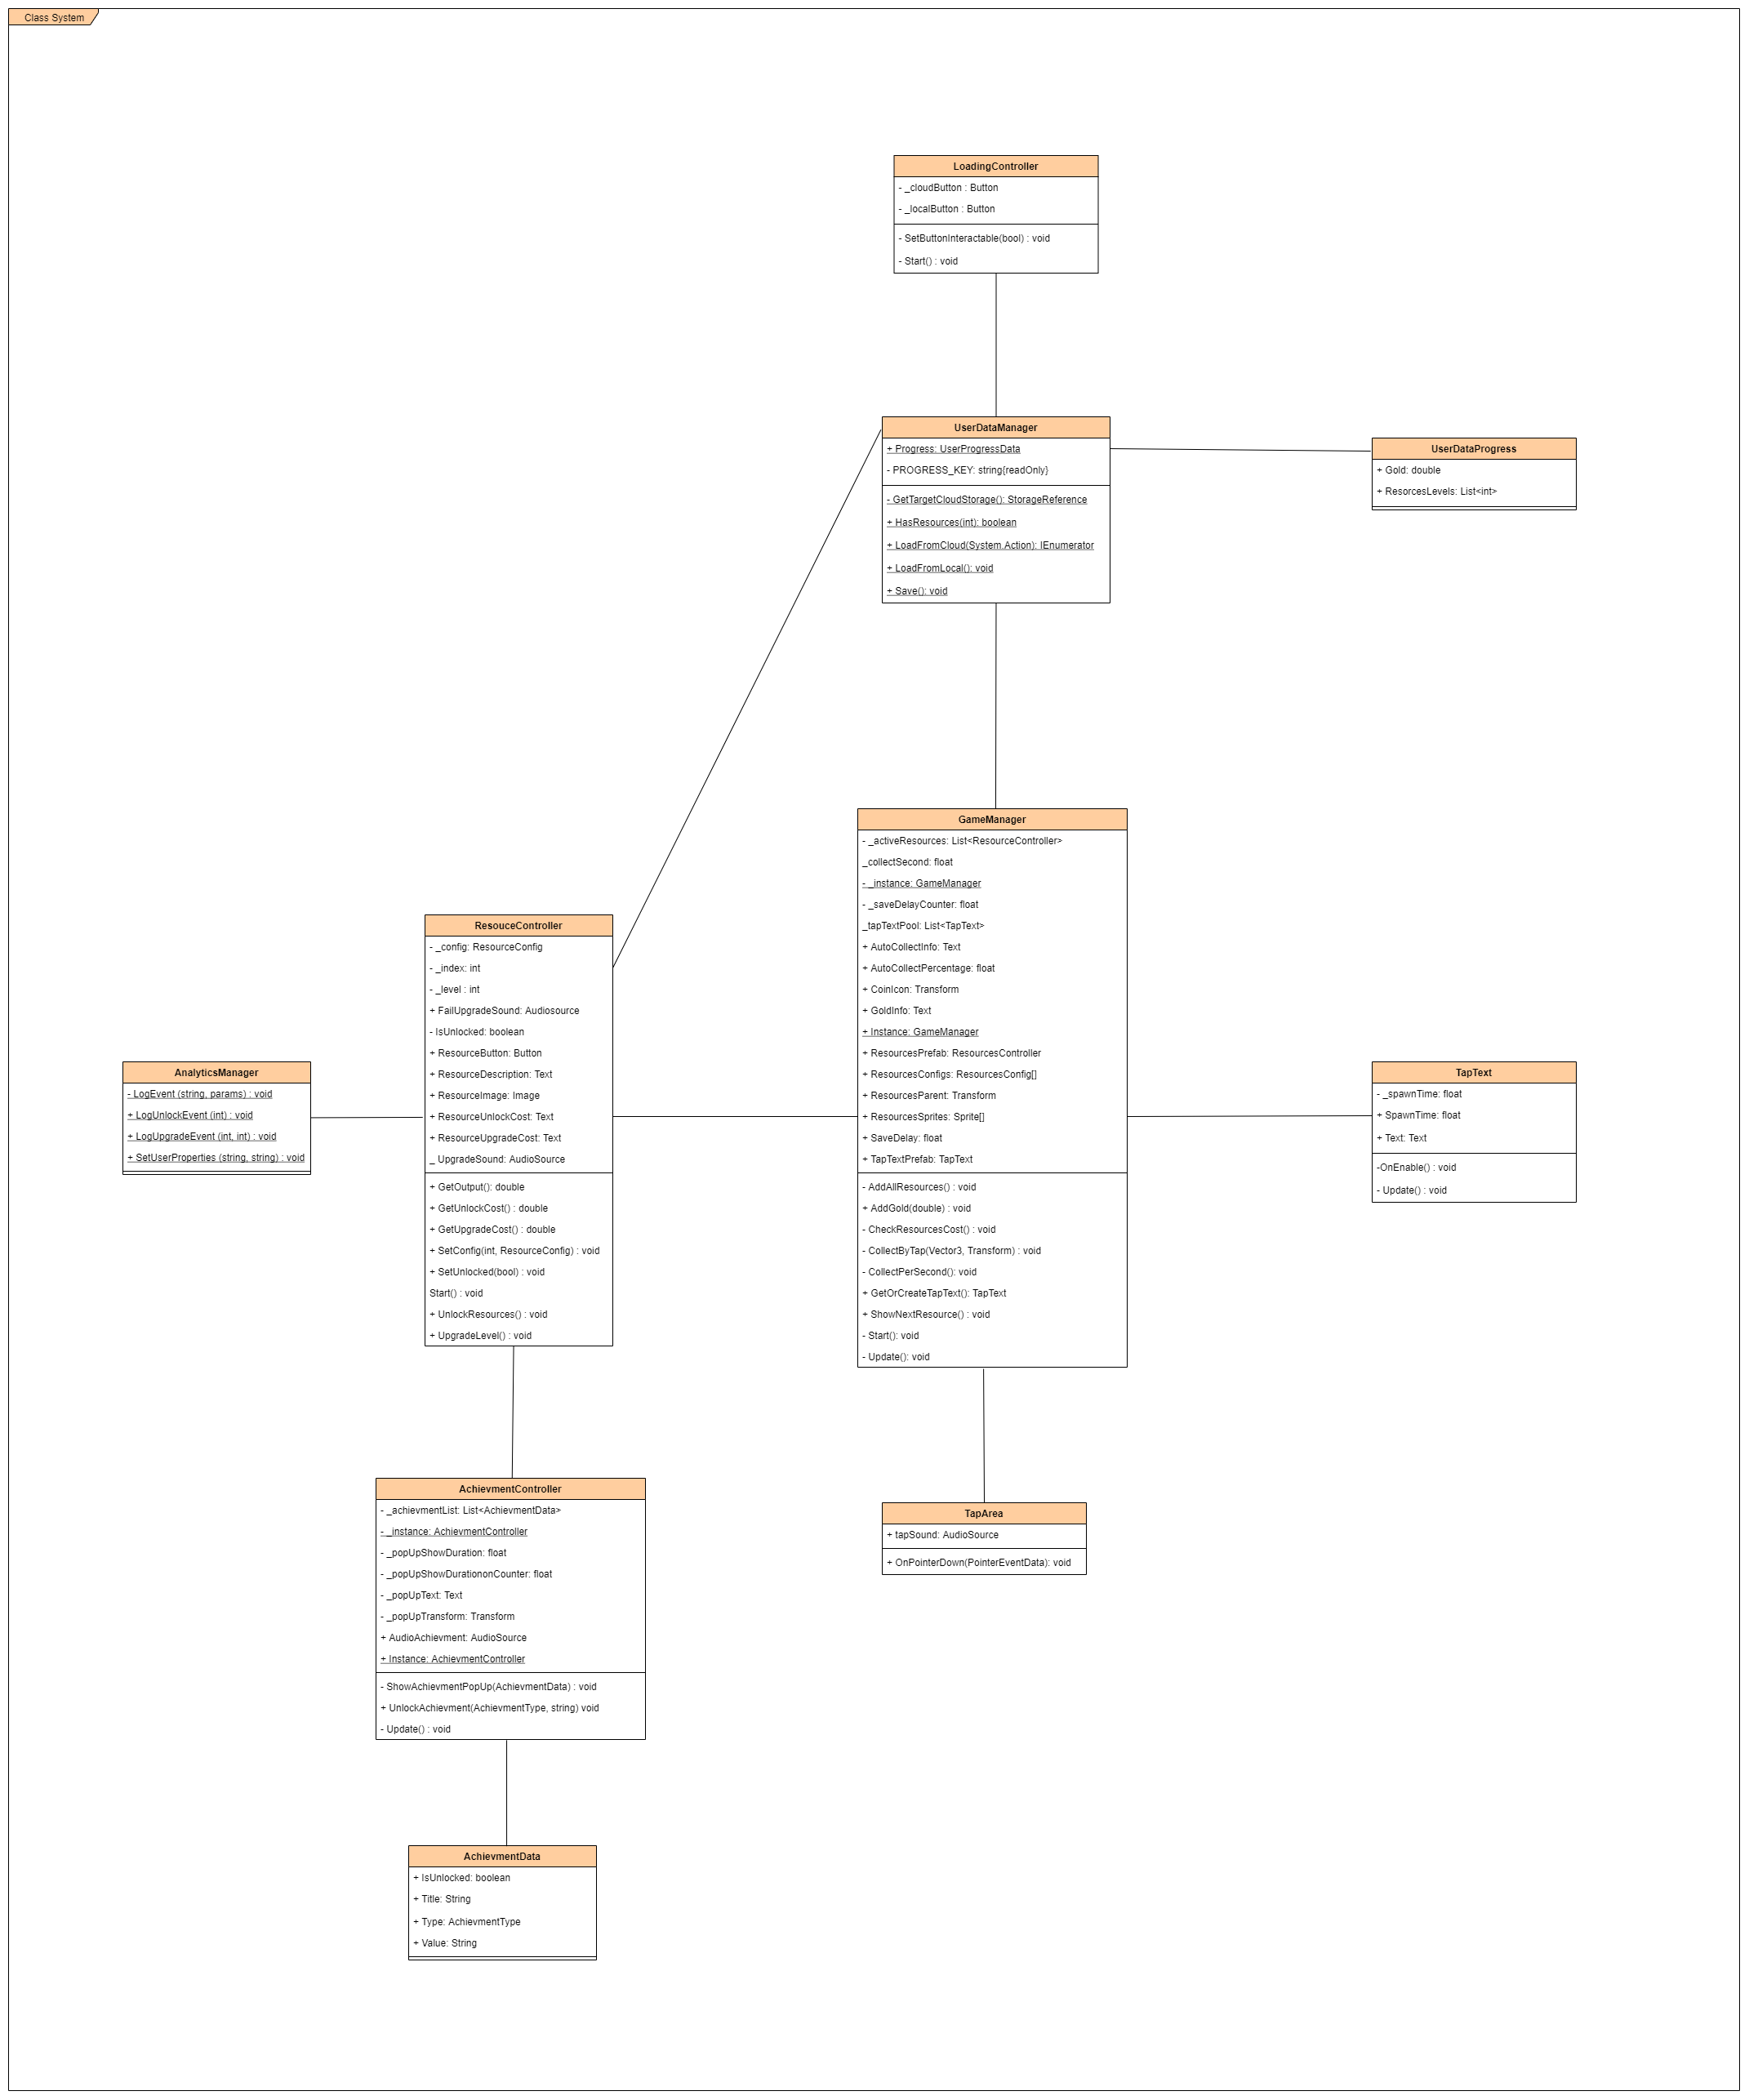 Class System
LoadingController
- _cloudButton : Button
- _localButton : Button
- SetButtonInteractable(bool) : void
- Start() : void
UserDataManager
+ Progress: UserProgressData
- PROGRESS_KEY: string{readOnly}
- GetTargetCloudStorage(): StorageReference
+ HasResources(int): boolean
+ LoadFromCloud(System.Action): IEnumerator
+ LoadFromLocal(): void
+ Save(): void
UserDataProgress
+ Gold: double
+ ResorcesLevels: List<int>
GameManager
- _activeResources: List<ResourceController>
_collectSecond: float
- _instance: GameManager
- _saveDelayCounter: float
_tapTextPool: List<TapText>
+ AutoCollectInfo: Text
+ AutoCollectPercentage: float
+ CoinIcon: Transform
+ GoldInfo: Text
+ Instance: GameManager
+ ResourcesPrefab: ResourcesController
+ ResourcesConfigs: ResourcesConfig[]
+ ResourcesParent: Transform
+ ResourcesSprites: Sprite[]
+ SaveDelay: float
+ TapTextPrefab: TapText
- AddAllResources() : void
+ AddGold(double) : void
- CheckResourcesCost() : void
- CollectByTap(Vector3, Transform) : void
- CollectPerSecond(): void
+ GetOrCreateTapText(): TapText
+ ShowNextResource() : void
- Start(): void
- Update(): void
ResouceController
- _config: ResourceConfig
- _index: int
- _level : int
+ FailUpgradeSound: Audiosource
- IsUnlocked: boolean
+ ResourceButton: Button
+ ResourceDescription: Text
+ ResourceImage: Image
+ ResourceUnlockCost: Text
+ ResourceUpgradeCost: Text
_ UpgradeSound: AudioSource
+ GetOutput(): double
+ GetUnlockCost() : double
+ GetUpgradeCost() : double
+ SetConfig(int, ResourceConfig) : void
+ SetUnlocked(bool) : void
Start() : void
+ UnlockResources() : void
+ UpgradeLevel() : void
AnalyticsManager
- LogEvent (string, params) : void
+ LogUnlockEvent (int) : void
+ LogUpgradeEvent (int, int) : void
+ SetUserProperties (string, string) : void
TapText
- _spawnTime: float
+ SpawnTime: float
+ Text: Text
-OnEnable() : void
- Update() : void
AchievmentController
- _achievmentList: List<AchievmentData>
- _instance: AchievmentController
- _popUpShowDuration: float
- _popUpShowDurationonCounter: float
- _popUpText: Text
- _popUpTransform: Transform
+ AudioAchievment: AudioSource
+ Instance: AchievmentController
- ShowAchievmentPopUp(AchievmentData) : void
+ UnlockAchievment(AchievmentType, string) void
- Update() : void
TapArea
+ tapSound: AudioSource
+ OnPointerDown(PointerEventData): void
AchievmentData
+ IsUnlocked: boolean
+ Title: String
+ Type: AchievmentType
+ Value: String